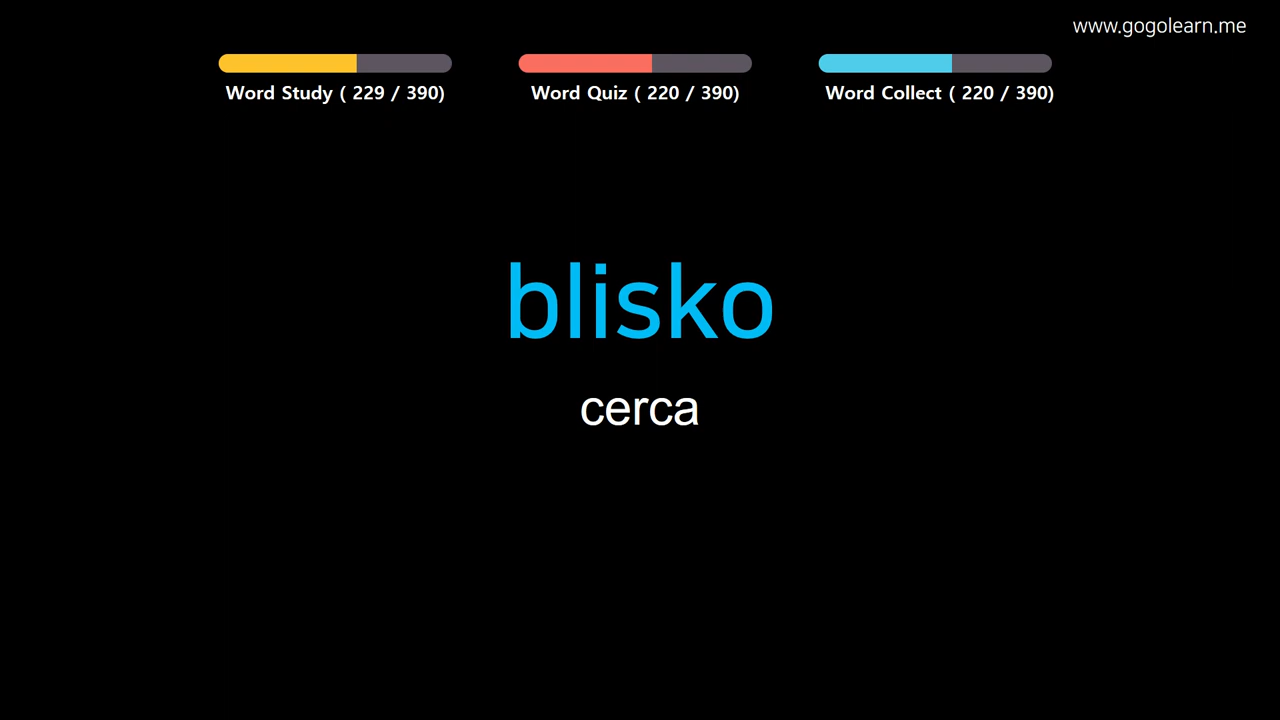 www.gogolearn.me
Word Study ( 229 / 390)
Word Quiz ( 220 / 390)
Word Collect ( 220 / 390)
blisko
cerca